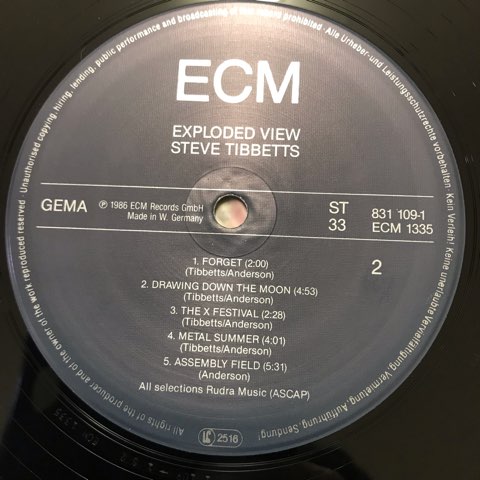 ECM
EXPLODED VIEW
STEVE TIBBETTS
GEMA
℗ 1986 ECM Records GmbH
Made in W. Germany
ST
33
831 109-1
ECM 1335
2
1. FORGET (2:00)
(Tibbetts/Anderson)
2. DRAWING DOWN THE MOON (4:53)
(Tibbetts/Anderson)
3. THE X FESTIVAL (2:28)
(Tibbetts/Anderson)
4. METAL SUMMER (4:01)
(Tibbetts/Anderson)
5. ASSEMBLY FIELD (5:31)
(Anderson)
All selections Rudra Music (ASCAP)
LC 2516
All rights of the producer and of the owner of the work reproduced reserved · Unauthorised copying, hiring, lending, public performance and broadcasting of this record prohibited · Alle Urheber-und Leistungsschutzrechte vorbehalten · Kein Verleih! Keine unerlaubte Vervielfältigung, Vermietung, Aufführung, Sendung!